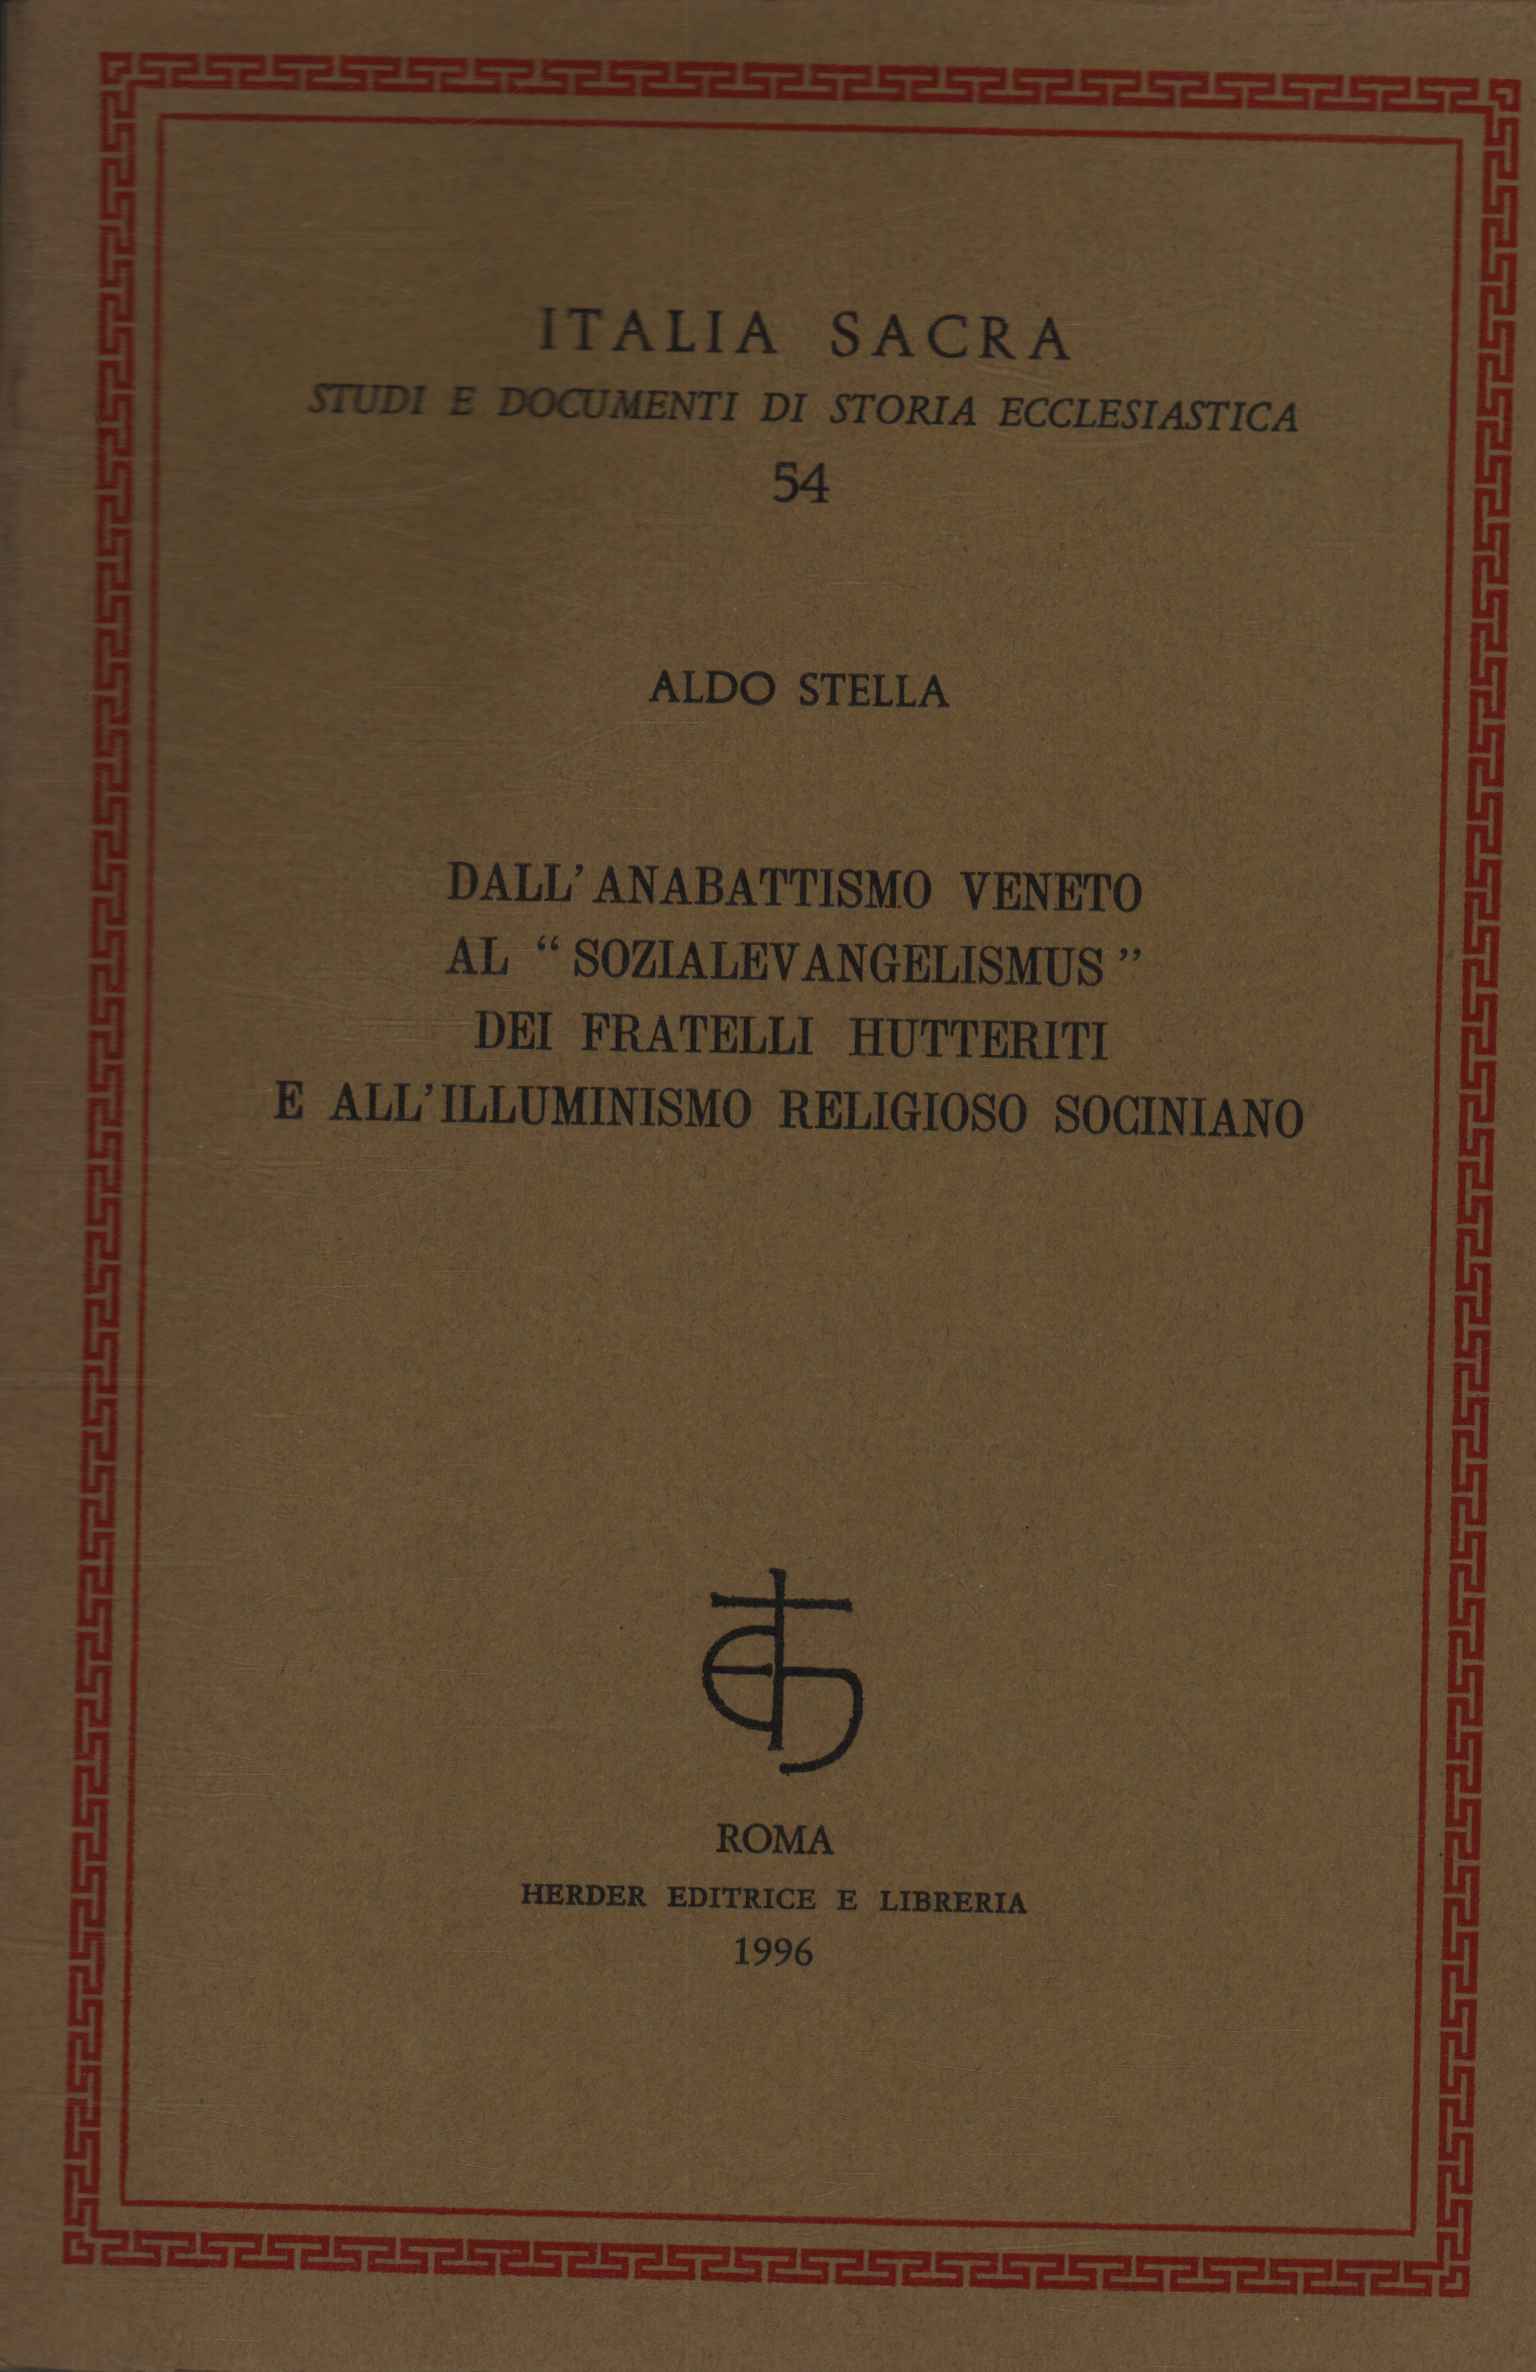 ITALIA SACRA
STUDI E DOCUMENTI DI STORIA ECCLESIASTICA
54
ALDO STELLA
DALL'ANABATTISMO VENETO
AL “SOZIALEVANGELISMUS”
DEI FRATELLI HUTTERITI
E ALL'ILLUMINISMO RELIGIOSO SOCINIANO
ROMA
HERDER EDITRICE E LIBRERIA
1996